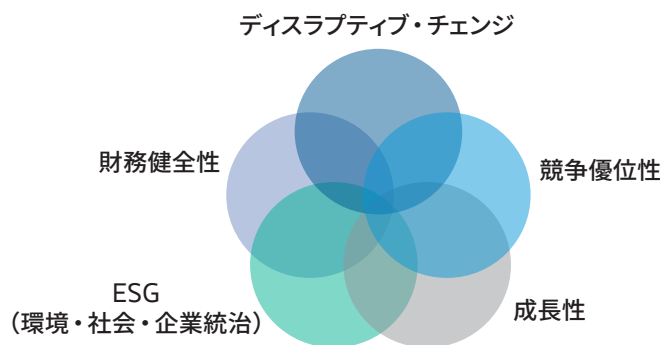 ディスラプティブ・チェンジ
財務健全性
競争優位性
ESG
（環境・社会・企業統治）
成長性